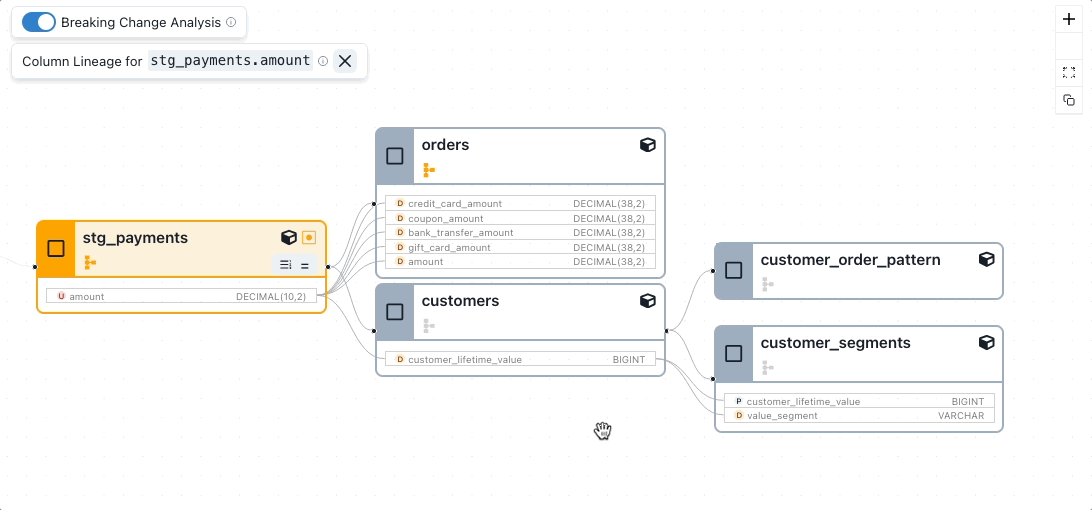 Breaking Change Analysis
Column Lineage for stg_payments.amount
orders
D credit_card_amount DECIMAL(38,2)
D coupon_amount DECIMAL(38,2)
D bank_transfer_amount DECIMAL(38,2)
D gift_card_amount DECIMAL(38,2)
D amount DECIMAL(38,2)
stg_payments
U amount DECIMAL(10,2)
customers
D customer_lifetime_value BIGINT
customer_order_pattern
customer_segments
P customer_lifetime_value BIGINT
D value_segment VARCHAR